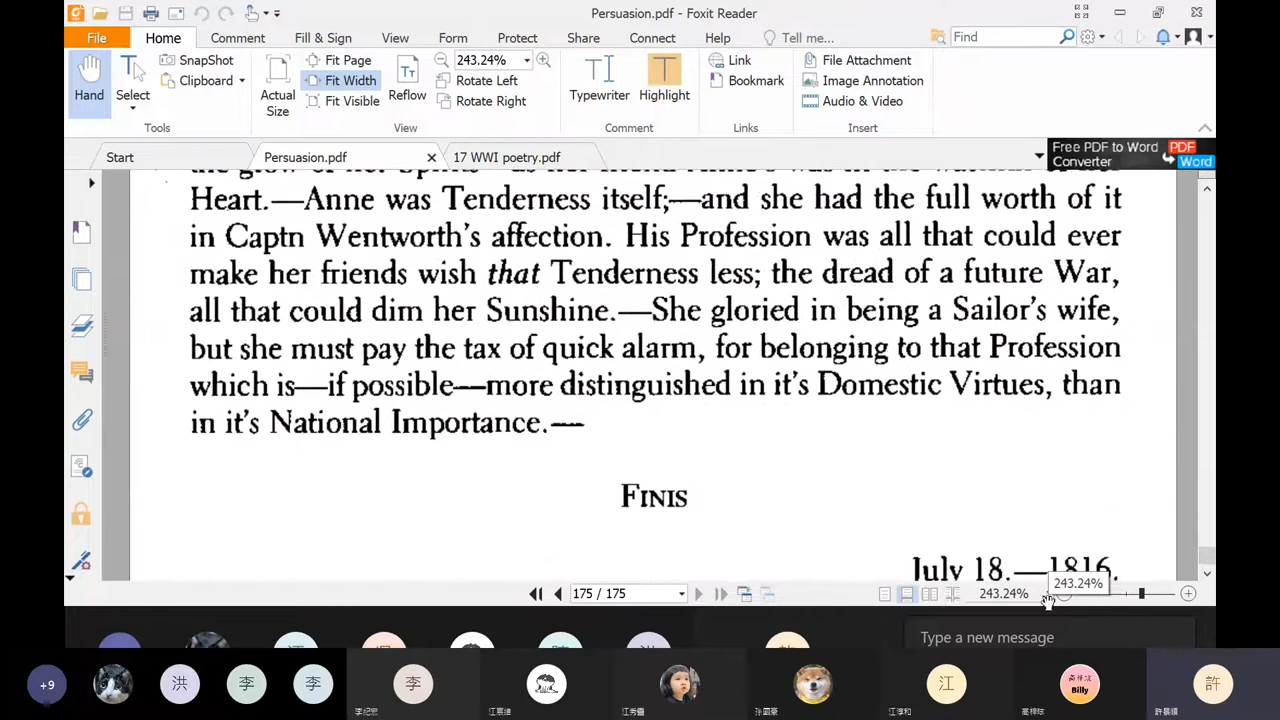 Persuasion.pdf - Foxit Reader
File Home Comment Fill & Sign View Form Protect Share Connect Help Tell me... Find
Hand Select SnapShot Clipboard Actual Size Fit Page Fit Width Fit Visible Reflow 243.24% Rotate Left Rotate Right Typewriter Highlight Link Bookmark File Attachment Image Annotation Audio & Video
Tools View Comment Links Insert
Start Persuasion.pdf 17 WWI poetry.pdf
Free PDF to Word Converter PDF Word
Heart.—Anne was Tenderness itself;—and she had the full worth of it
in Captn Wentworth's affection. His Profession was all that could ever
make her friends wish that Tenderness less; the dread of a future War,
all that could dim her Sunshine.—She gloried in being a Sailor's wife,
but she must pay the tax of quick alarm, for belonging to that Profession
which is—if possible—more distinguished in it's Domestic Virtues, than
in it's National Importance.—
FINIS
July 18.—1816.
243.24%
175 / 175 243.24%
Type a new message
+9 洪 李 李 李 江 高梓珹 Billy 許